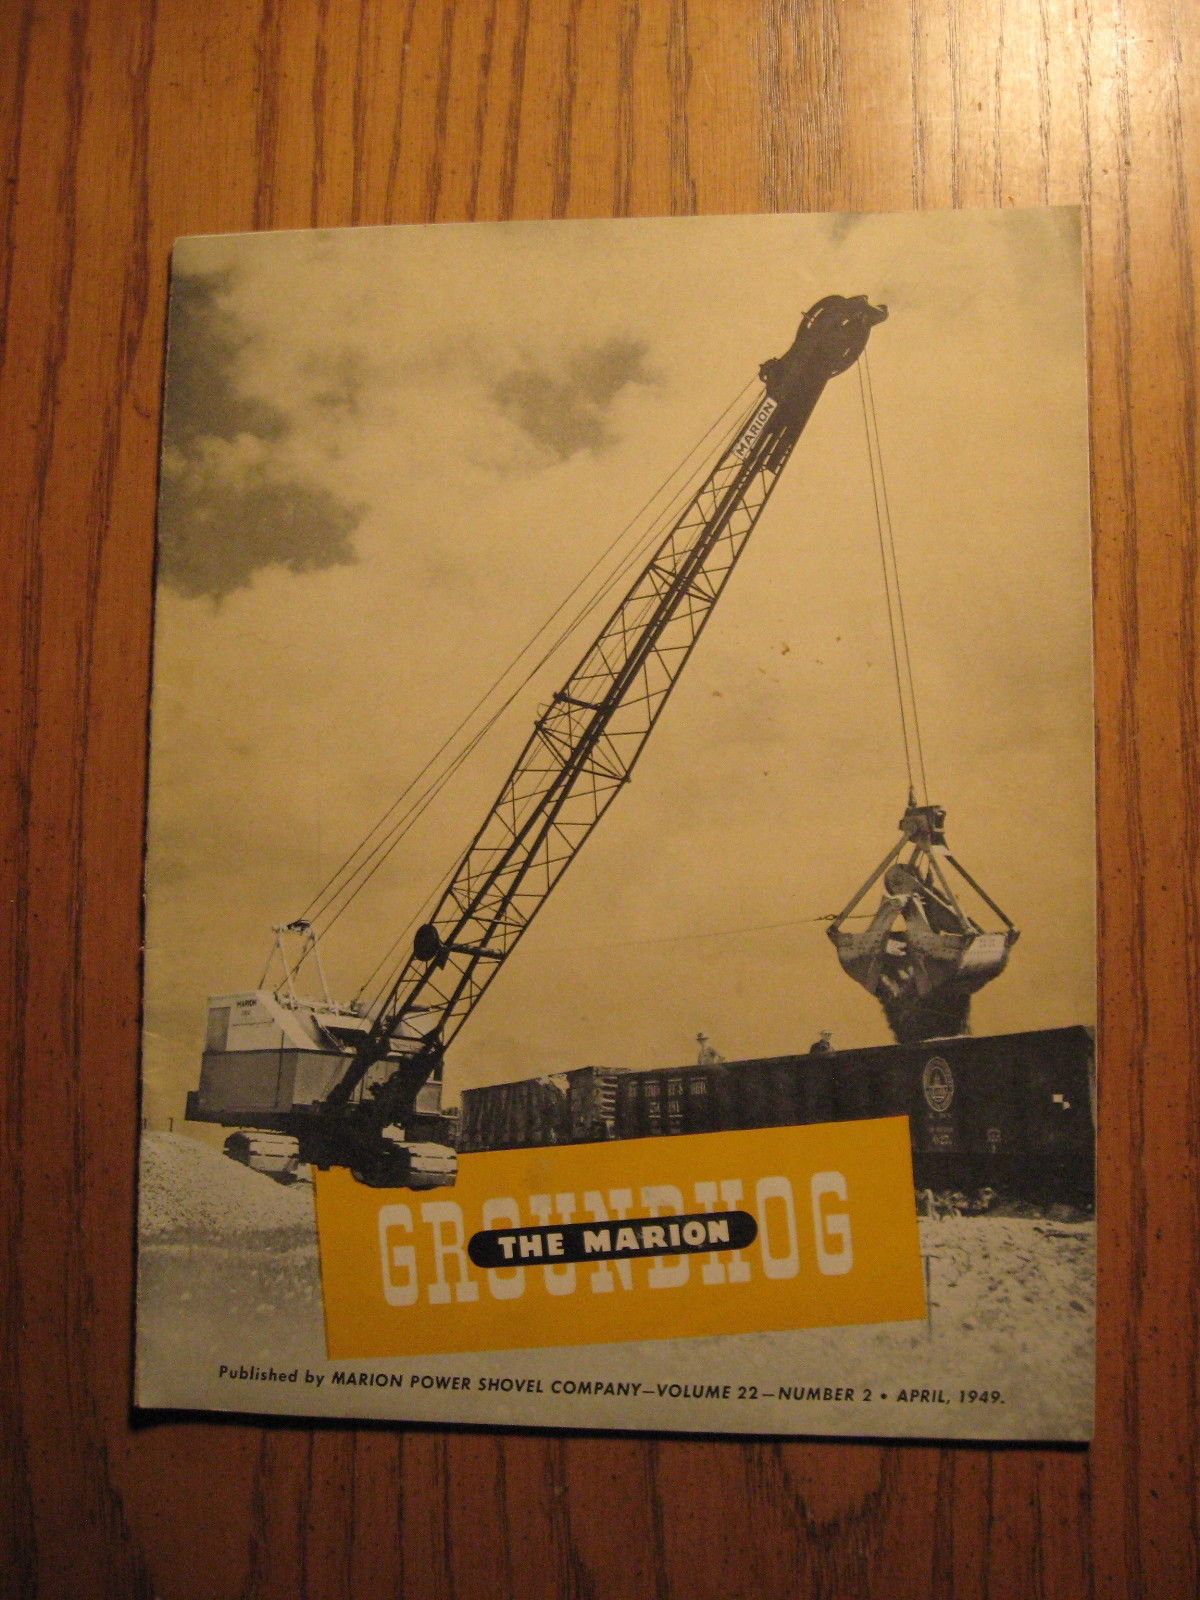 MARION
MARION
THE MARION
GROUNDHOG
Published by MARION POWER SHOVEL COMPANY—VOLUME 22—NUMBER 2 • APRIL, 1949.